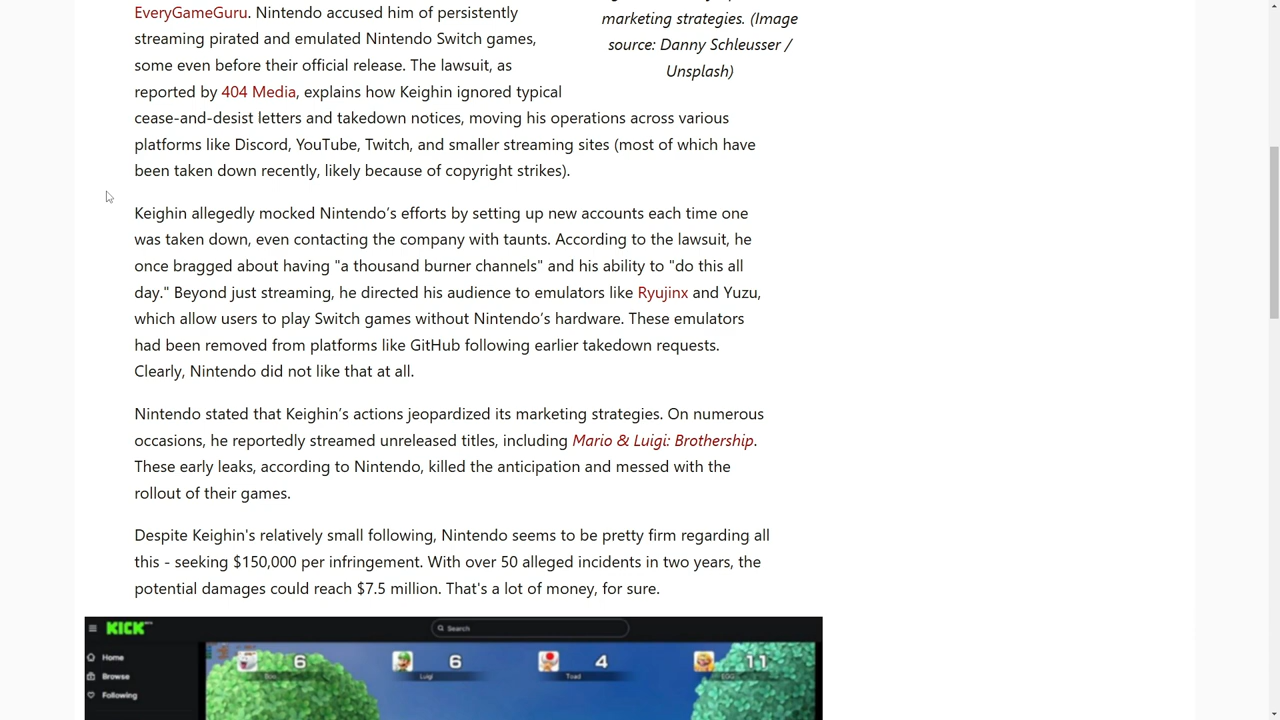 EveryGameGuru. Nintendo accused him of persistently
streaming pirated and emulated Nintendo Switch games,
some even before their official release. The lawsuit, as
reported by 404 Media, explains how Keighin ignored typical
cease-and-desist letters and takedown notices, moving his operations across various
platforms like Discord, YouTube, Twitch, and smaller streaming sites (most of which have
been taken down recently, likely because of copyright strikes).
marketing strategies. (Image
source: Danny Schleusser /
Unsplash)
Keighin allegedly mocked Nintendo’s efforts by setting up new accounts each time one
was taken down, even contacting the company with taunts. According to the lawsuit, he
once bragged about having "a thousand burner channels" and his ability to "do this all
day." Beyond just streaming, he directed his audience to emulators like Ryujinx and Yuzu,
which allow users to play Switch games without Nintendo’s hardware. These emulators
had been removed from platforms like GitHub following earlier takedown requests.
Clearly, Nintendo did not like that at all.
Nintendo stated that Keighin’s actions jeopardized its marketing strategies. On numerous
occasions, he reportedly streamed unreleased titles, including Mario & Luigi: Brothership.
These early leaks, according to Nintendo, killed the anticipation and messed with the
rollout of their games.
Despite Keighin's relatively small following, Nintendo seems to be pretty firm regarding all
this - seeking $150,000 per infringement. With over 50 alleged incidents in two years, the
potential damages could reach $7.5 million. That's a lot of money, for sure.
KICK
Search
Home
Browse
Following
6
6
4
11
Boo
Luigi
Toad